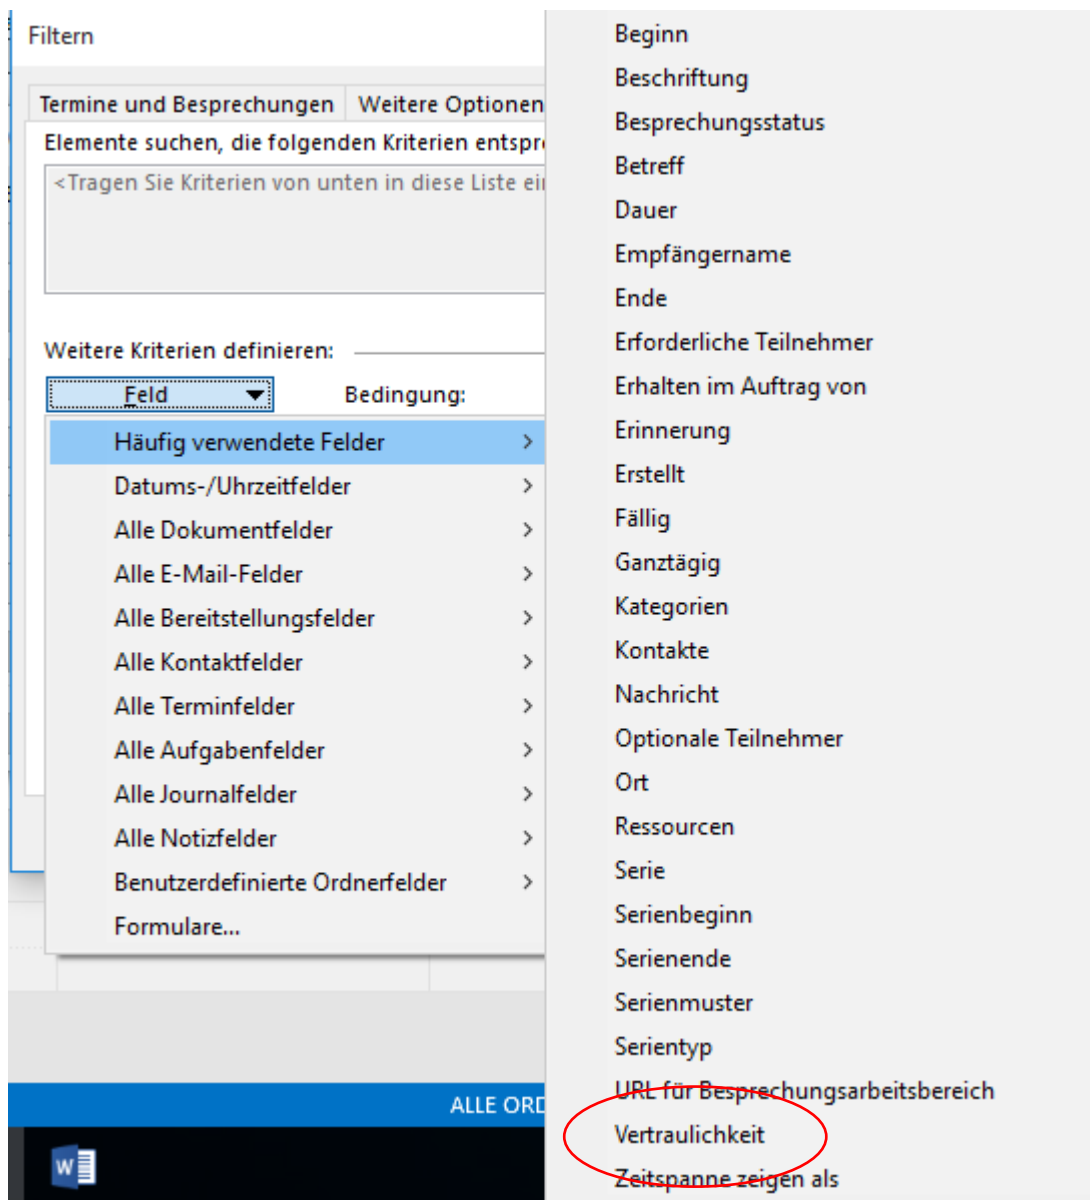 Filtern
Termine und Besprechungen
Weitere Optionen
Elemente suchen, die folgenden Kriterien entspr
<Tragen Sie Kriterien von unten in diese Liste ei
Weitere Kriterien definieren:
Feld
Bedingung:
Häufig verwendete Felder
Datums-/Uhrzeitfelder
Alle Dokumentfelder
Alle E-Mail-Felder
Alle Bereitstellungsfelder
Alle Kontaktfelder
Alle Terminfelder
Alle Aufgabenfelder
Alle Journalfelder
Alle Notizfelder
Benutzerdefinierte Ordnerfelder
Formulare...
Beginn
Beschriftung
Besprechungsstatus
Betreff
Dauer
Empfängername
Ende
Erforderliche Teilnehmer
Erhalten im Auftrag von
Erinnerung
Erstellt
Fällig
Ganztägig
Kategorien
Kontakte
Nachricht
Optionale Teilnehmer
Ort
Ressourcen
Serie
Serienbeginn
Serienende
Serienmuster
Serientyp
URL für Besprechungsarbeitsbereich
Vertraulichkeit
Zeitspanne zeigen als
ALLE ORD
W